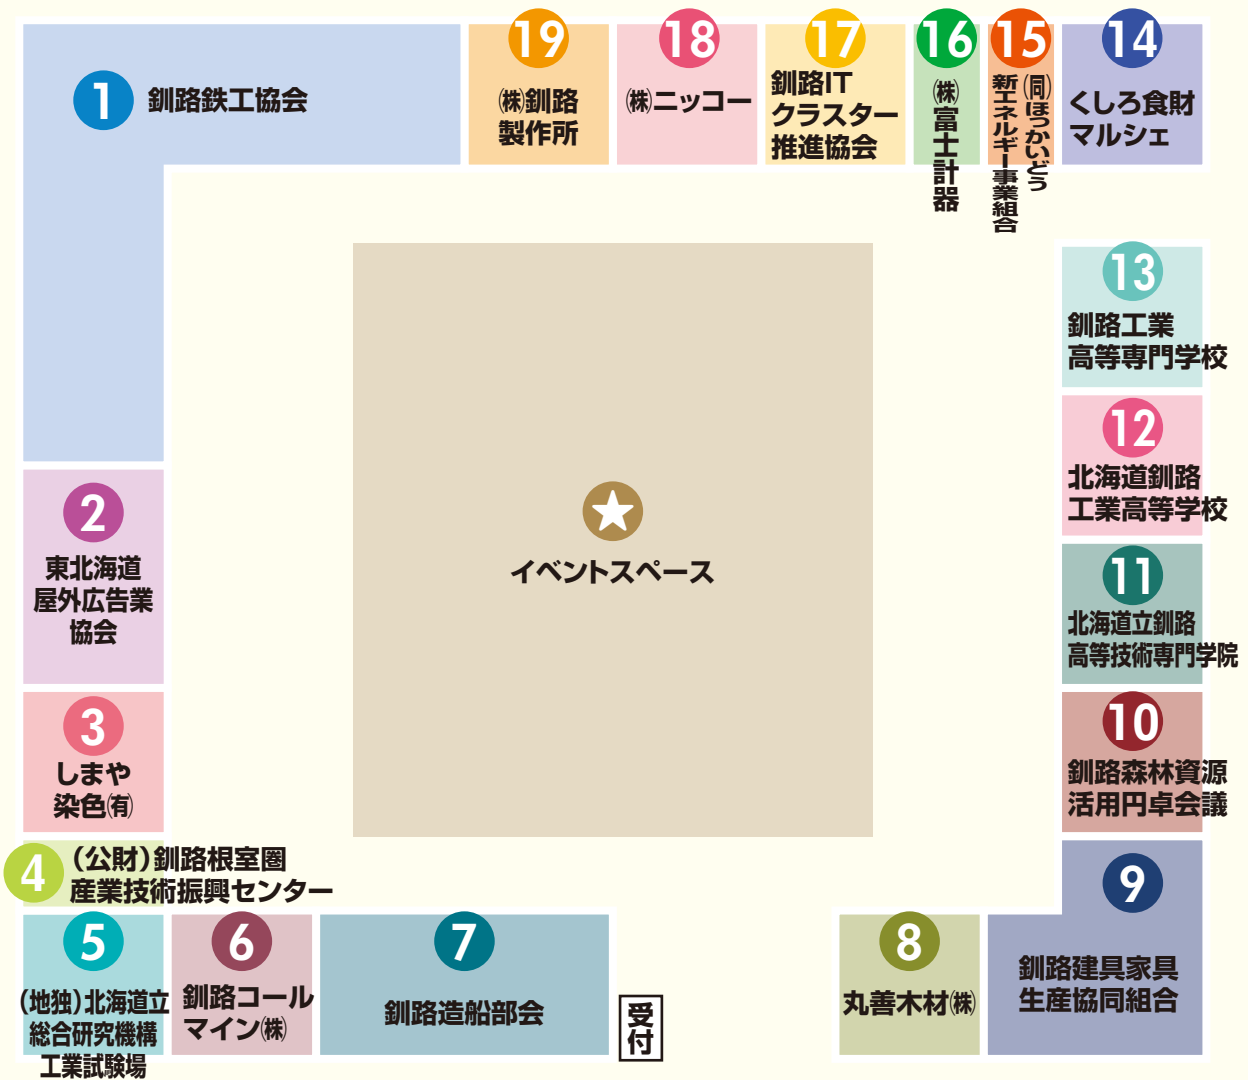 1
釧路鉄工協会
19
㈱釧路
製作所
18
㈱ニッコー
17
釧路IT
クラスター
推進協会
16
㈱富士計器
15
(同)ほっかいどう
新エネルギー事業組合
14
くしろ食財
マルシェ
13
釧路工業
高等専門学校
12
北海道釧路
工業高等学校
11
北海道立釧路
高等技術専門学院
10
釧路森林資源
活用円卓会議
9
釧路建具家具
生産協同組合
8
丸善木材㈱
受付
7
釧路造船部会
6
釧路コール
マイン㈱
5
(地独)北海道立
総合研究機構
工業試験場
4
(公財)釧路根室圏
産業技術振興センター
3
しまや
染色㈲
2
東北海道
屋外広告業
協会
イベントスペース